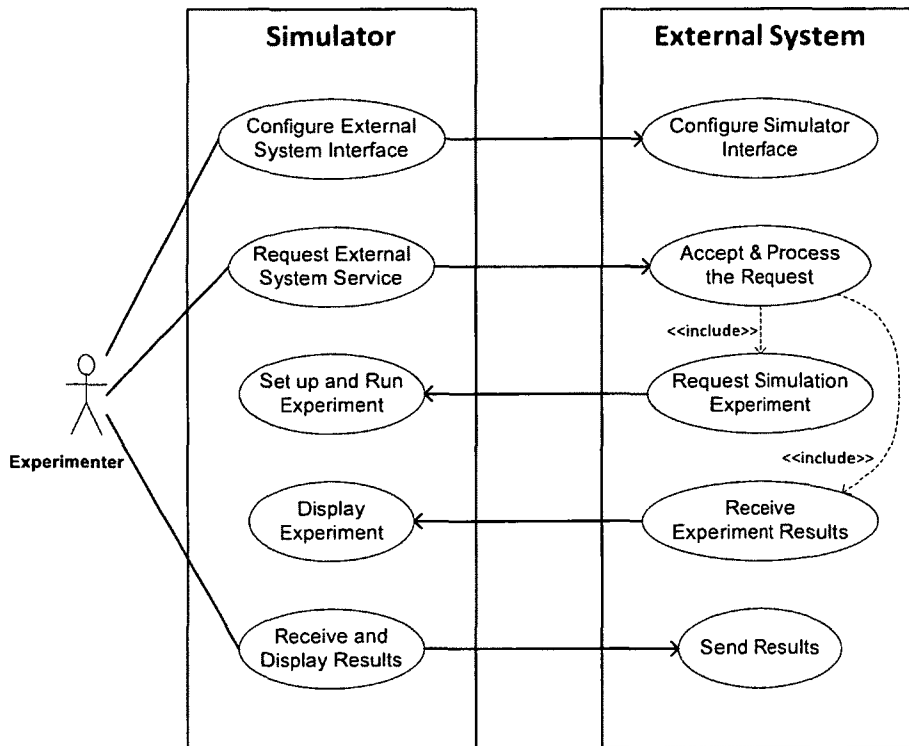 Simulator
External System
Configure External
System Interface
Configure Simulator
Interface
Request External
System Service
Accept & Process
the Request
<<include>>
Set up and Run
Experiment
Request Simulation
Experiment
Experimenter
<<include>>
Display
Experiment
Receive
Experiment Results
Receive and
Display Results
Send Results